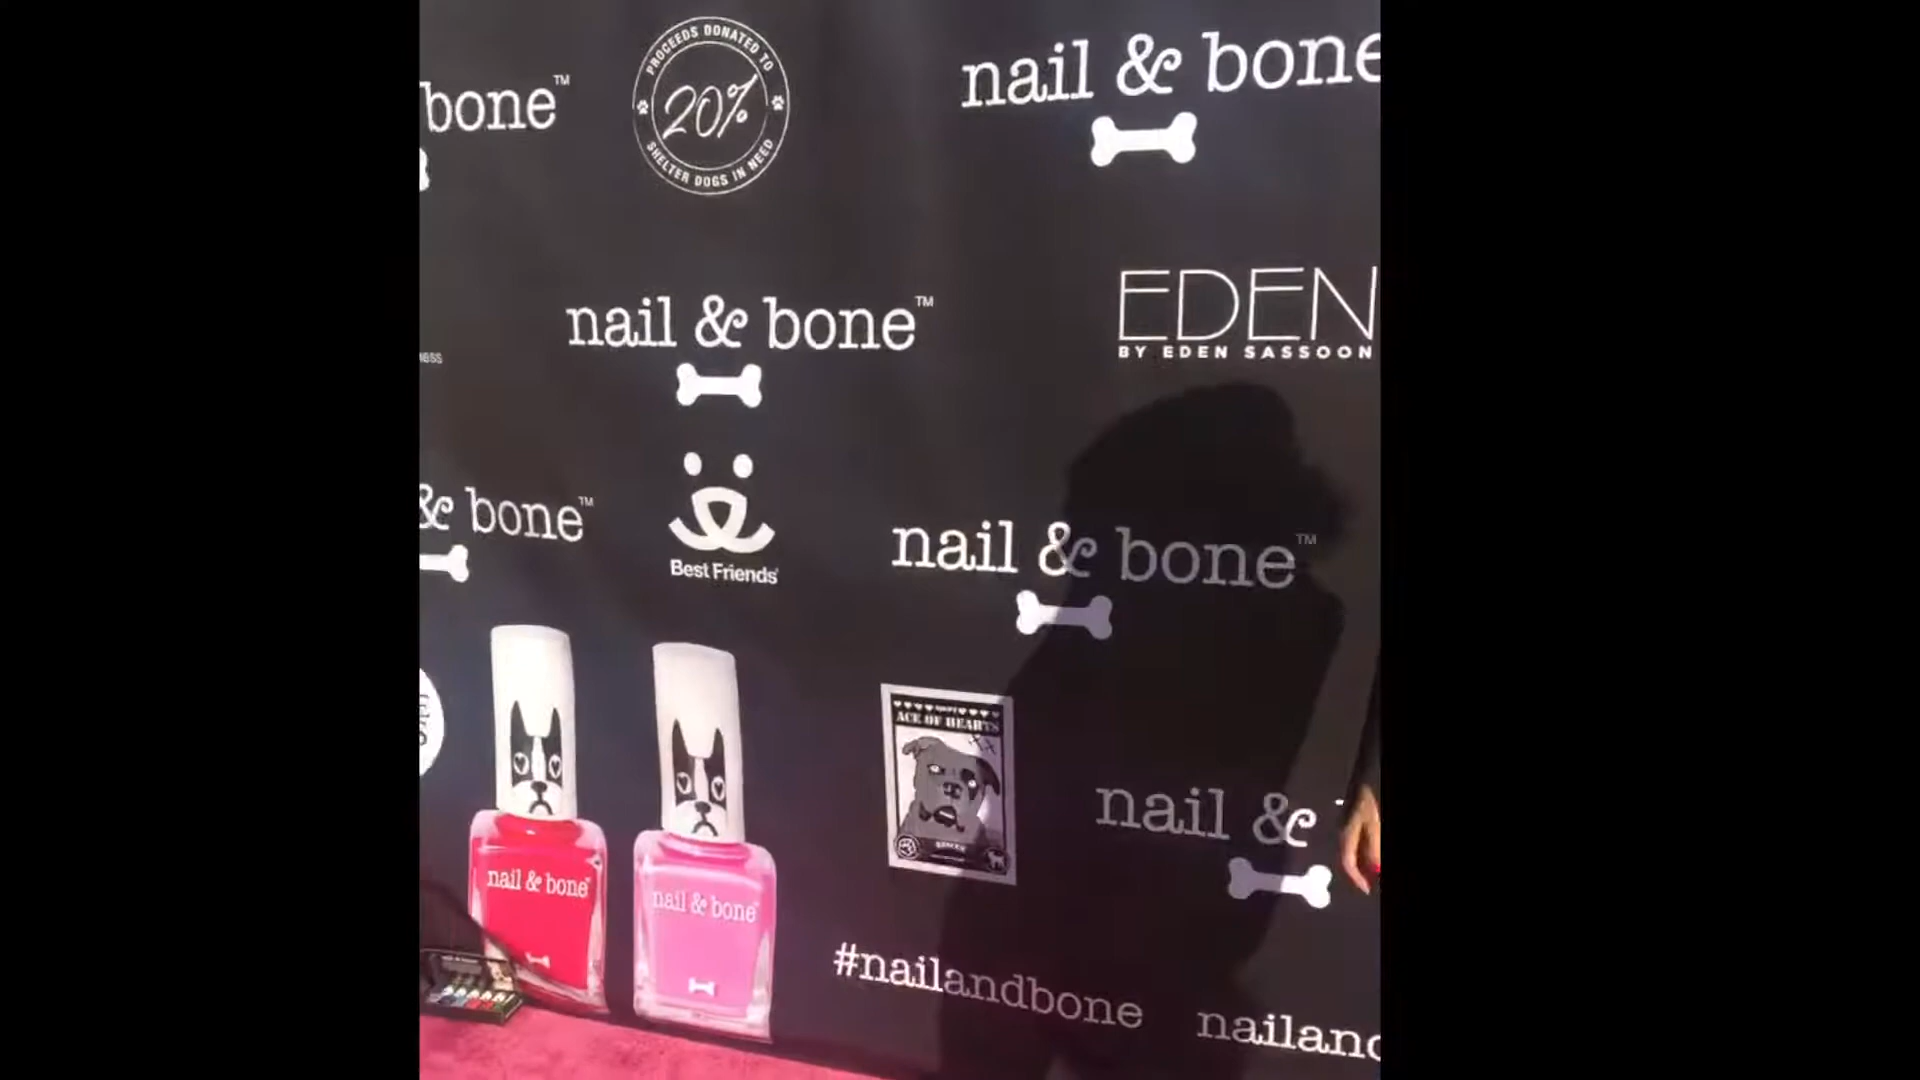 bone™
PROCEEDS DONATED TO
20%
SHELTER DOGS IN NEED
nail & bone
nail & bone™
EDEN
BY EDEN SASSOON
& bone™
Best Friends
nail & bone™
ACE OF HEARTS
nail & bone
nail & bone
nail &
#nailandbone
nailand